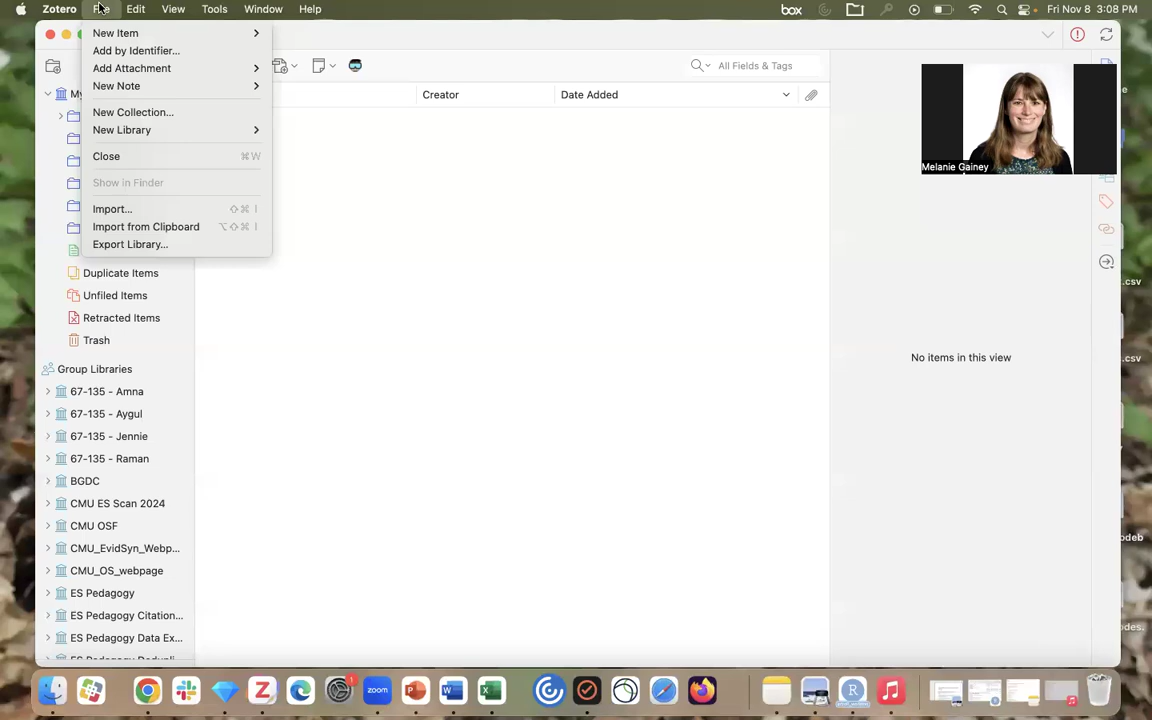 Zotero File Edit View Tools Window Help box Fri Nov 8 3:08 PM
New Item
Add by Identifier...
Add Attachment
New Note
New Collection...
New Library
Close ⌘W
Show in Finder
Import... ⇧⌘ I
Import from Clipboard ⌥⇧⌘ I
Export Library...
All Fields & Tags
My
Creator Date Added
Melanie Gainey
Duplicate Items
Unfiled Items
Retracted Items
Trash
Group Libraries
67-135 - Amna
67-135 - Aygul
67-135 - Jennie
67-135 - Raman
BGDC
CMU ES Scan 2024
CMU OSF
CMU_EvidSyn_Webp...
CMU_OS_webpage
ES Pedagogy
ES Pedagogy Citation...
ES Pedagogy Data Ex...
No items in this view
.csv
.csv
odeb
odes.
zoom
1